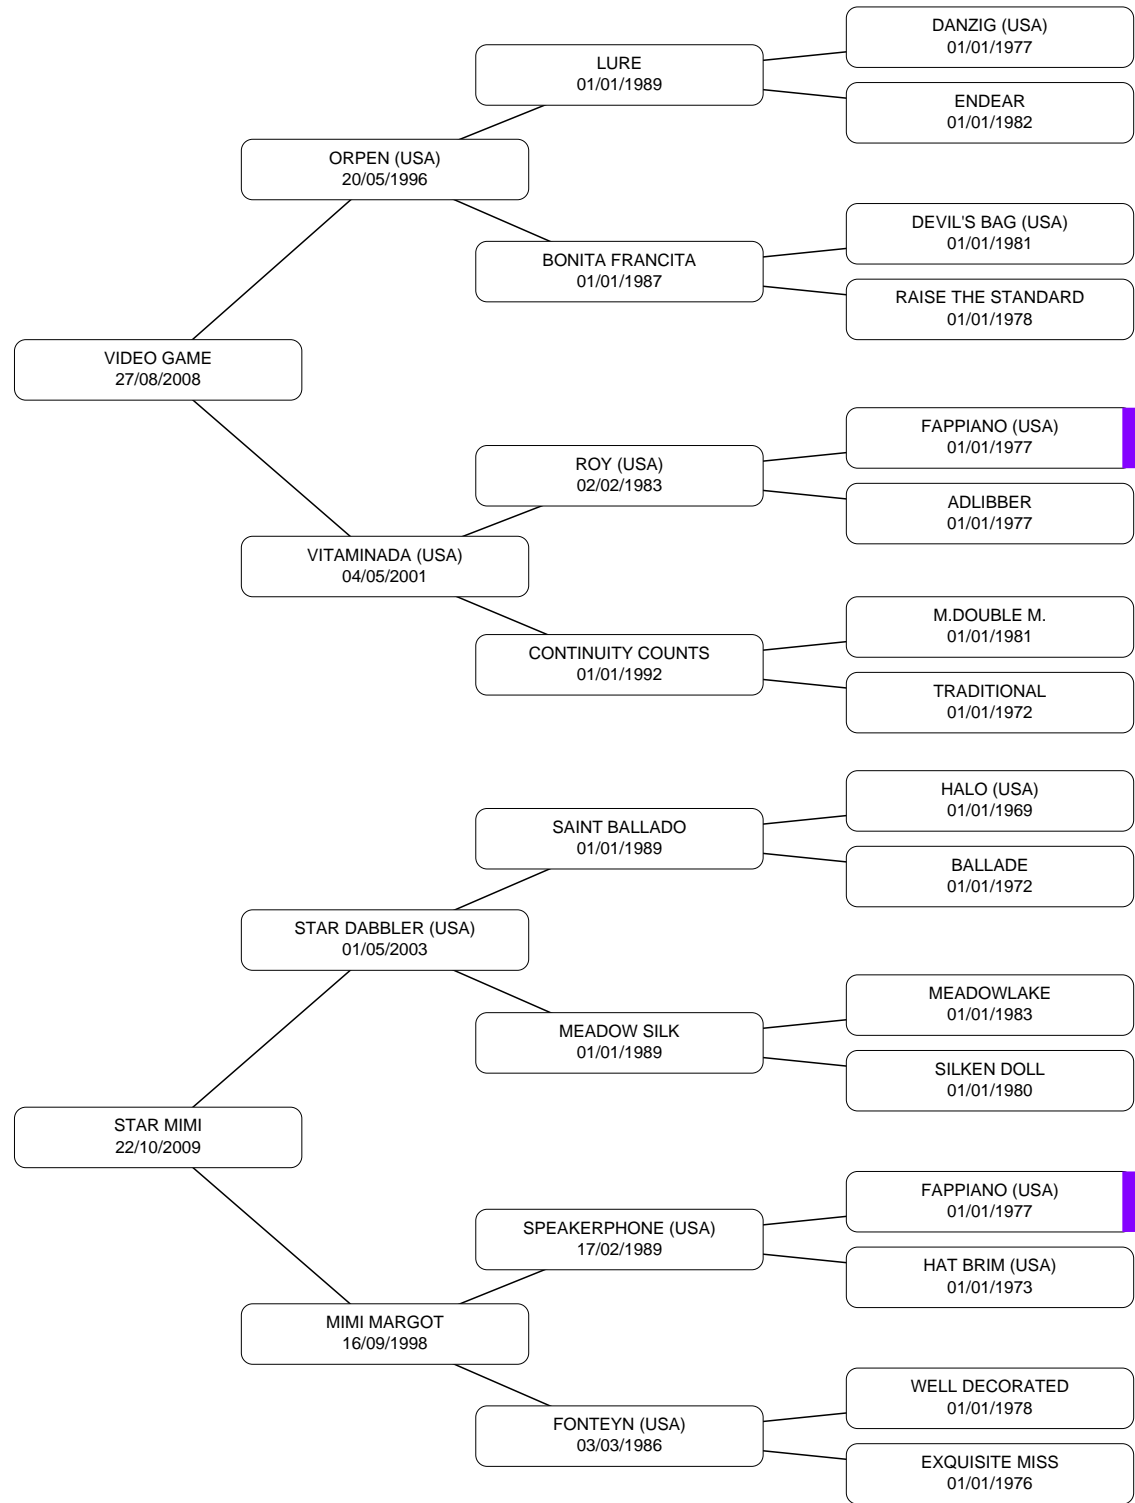 DANZIG (USA)
01/01/1977
LURE
01/01/1989
ENDEAR
01/01/1982
ORPEN (USA)
20/05/1996
DEVIL'S BAG (USA)
01/01/1981
BONITA FRANCITA
01/01/1987
RAISE THE STANDARD
01/01/1978
VIDEO GAME
27/08/2008
FAPPIANO (USA)
01/01/1977
ROY (USA)
02/02/1983
ADLIBBER
01/01/1977
VITAMINADA (USA)
04/05/2001
M.DOUBLE M.
01/01/1981
CONTINUITY COUNTS
01/01/1992
TRADITIONAL
01/01/1972
HALO (USA)
01/01/1969
SAINT BALLADO
01/01/1989
BALLADE
01/01/1972
STAR DABBLER (USA)
01/05/2003
MEADOWLAKE
01/01/1983
MEADOW SILK
01/01/1989
SILKEN DOLL
01/01/1980
STAR MIMI
22/10/2009
FAPPIANO (USA)
01/01/1977
SPEAKERPHONE (USA)
17/02/1989
HAT BRIM (USA)
01/01/1973
MIMI MARGOT
16/09/1998
WELL DECORATED
01/01/1978
FONTEYN (USA)
03/03/1986
EXQUISITE MISS
01/01/1976